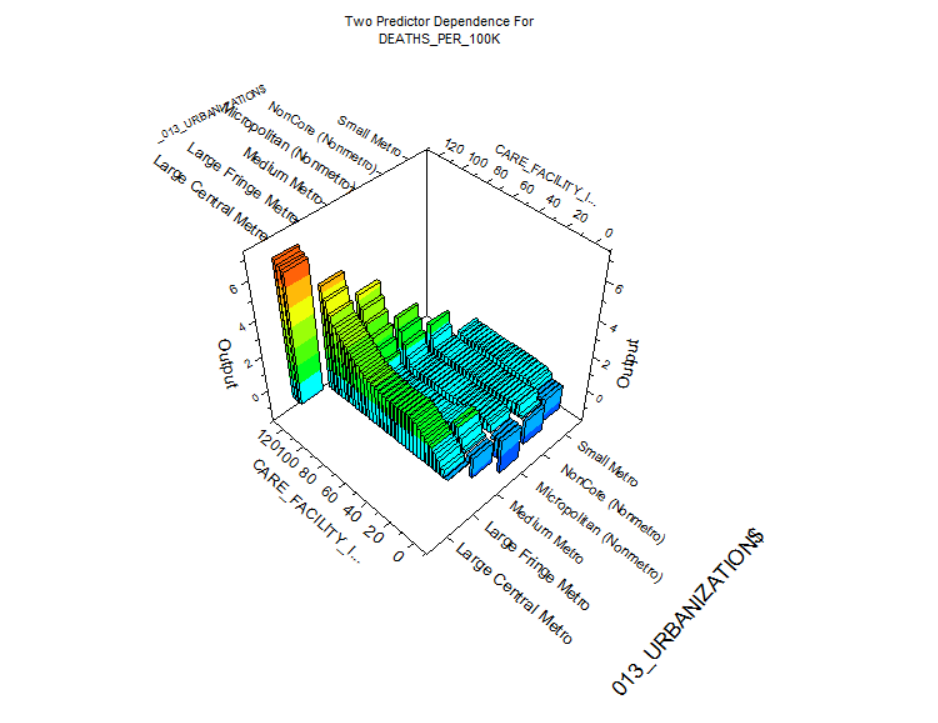 Two Predictor Dependence For
DEATHS_PER_100K
_013_URBANIZATION$
Small Metro
NonCore (Nonmetro)
Micropolitan (Nonmetro)
Medium Metro
Large Fringe Metro
Large Central Metro
120 100 80 60 40 20 0
CARE_FACILITY_I...
6
4
2
0
Output
6
4
2
0
Output
120 100 80 60 40 20 0
CARE_FACILITY_I...
Small Metro
NonCore (Nonmetro)
Micropolitan (Nonmetro)
Medium Metro
Large Fringe Metro
Large Central Metro
013_URBANIZATION$